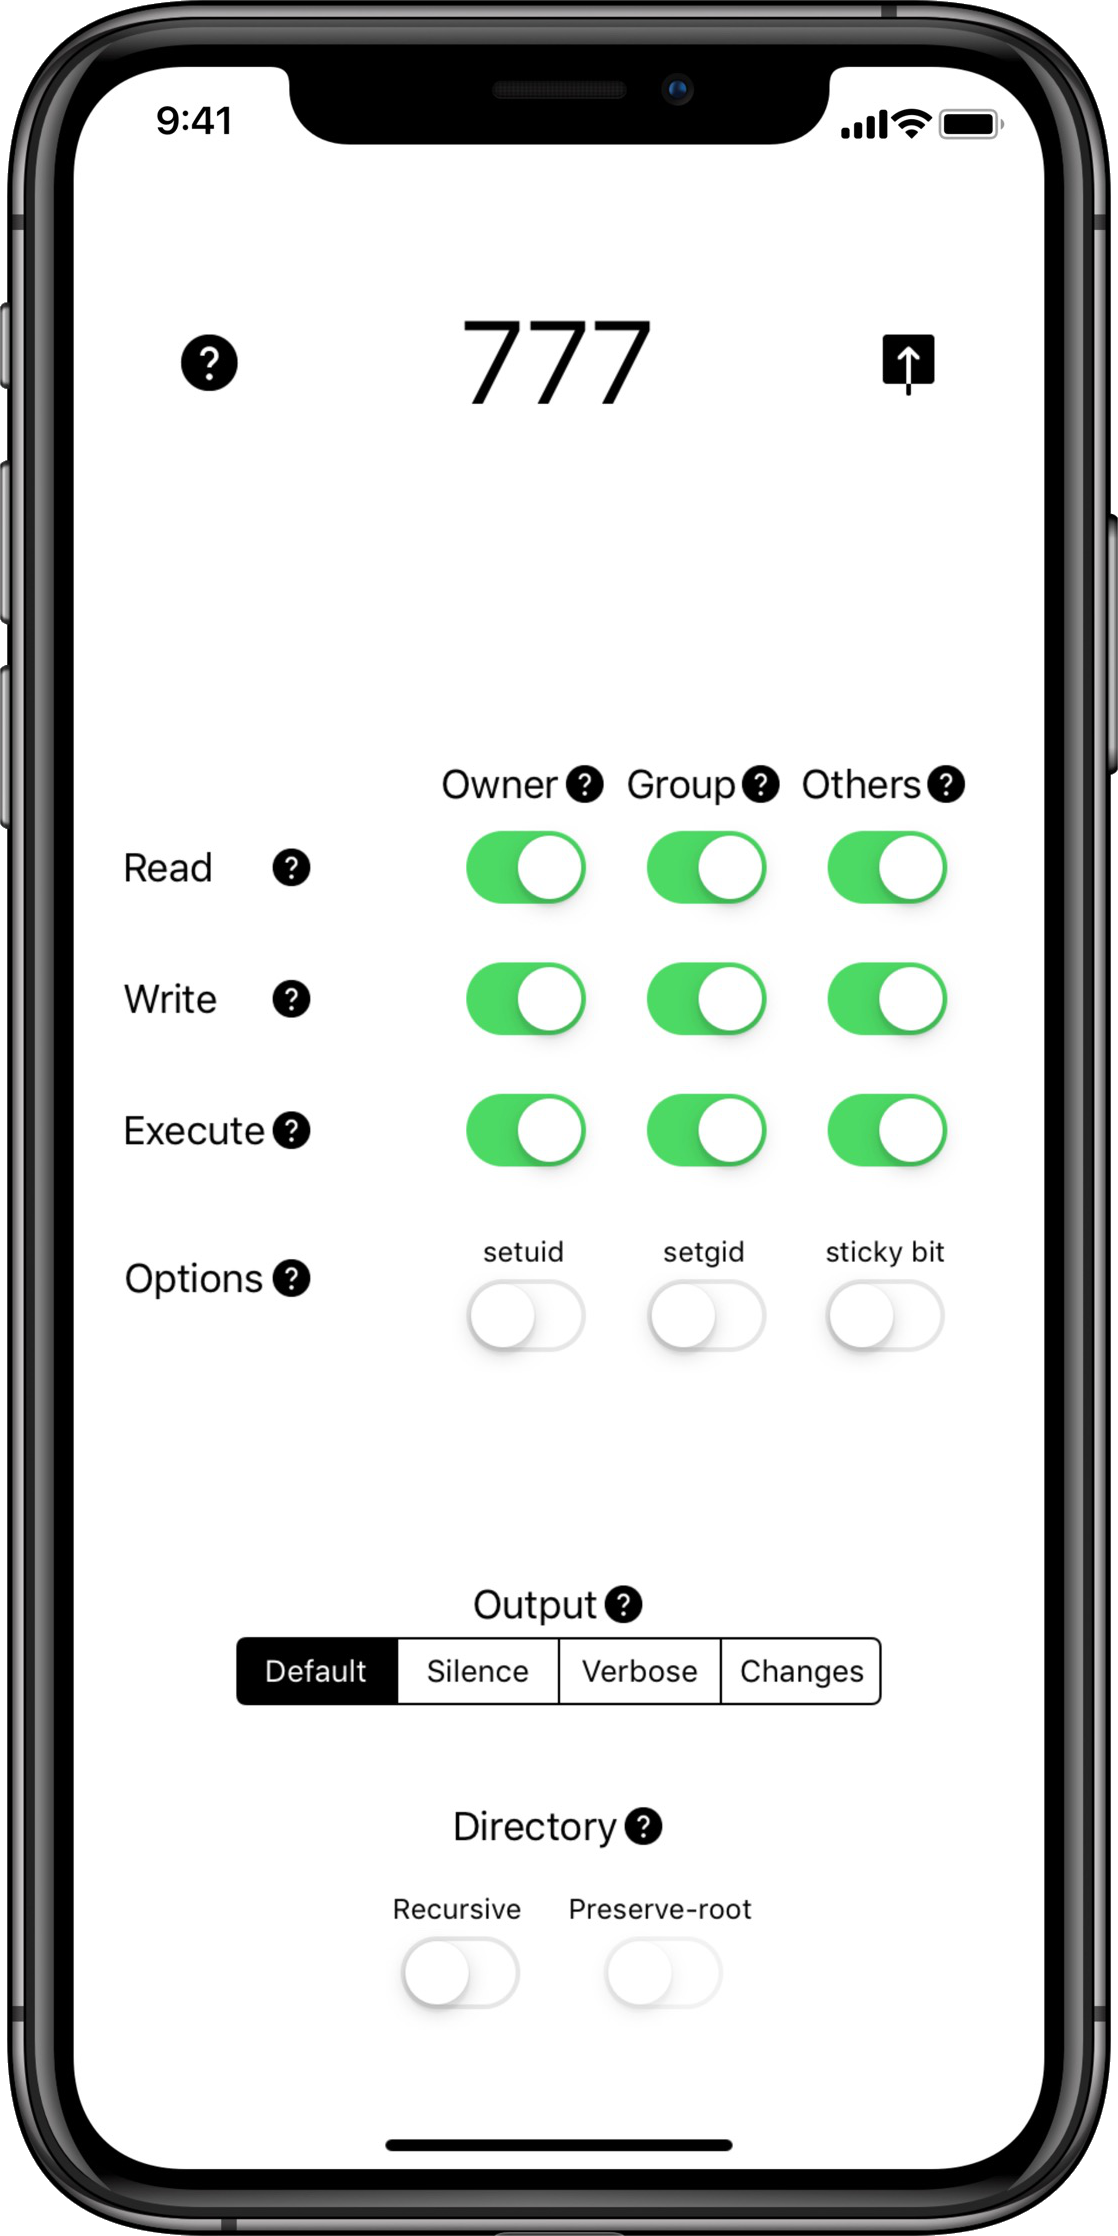 9:41
?
777
Owner ? Group ? Others ?
Read ?
Write ?
Execute ?
setuid setgid sticky bit
Options ?
Output ?
Default Silence Verbose Changes
Directory ?
Recursive Preserve-root